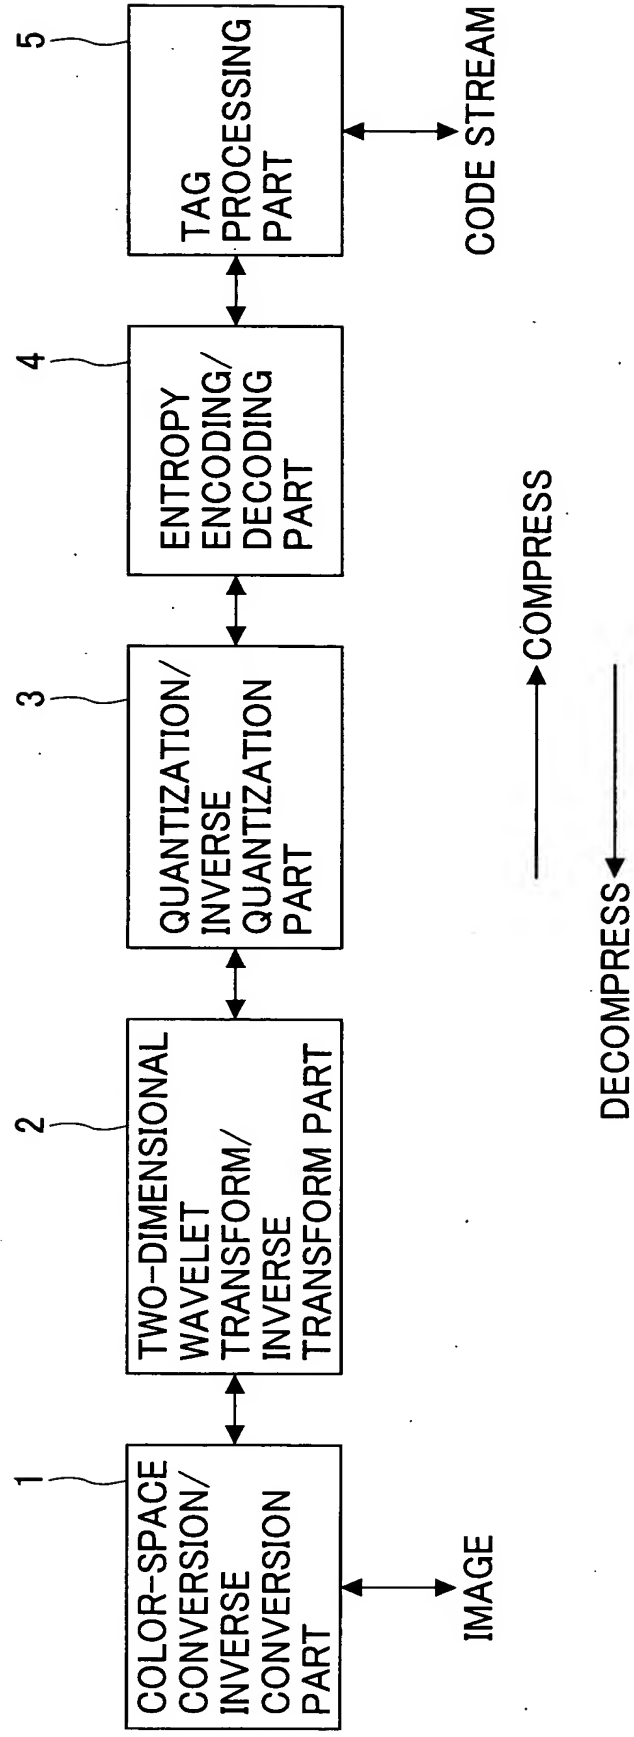 1
COLOR-SPACE
CONVERSION/
INVERSE
CONVERSION
PART
2
TWO-DIMENSIONAL
WAVELET
TRANSFORM/
INVERSE
TRANSFORM PART
3
QUANTIZATION/
INVERSE
QUANTIZATION
PART
4
ENTROPY
ENCODING/
DECODING
PART
5
TAG
PROCESSING
PART
IMAGE
CODE STREAM
COMPRESS
DECOMPRESS